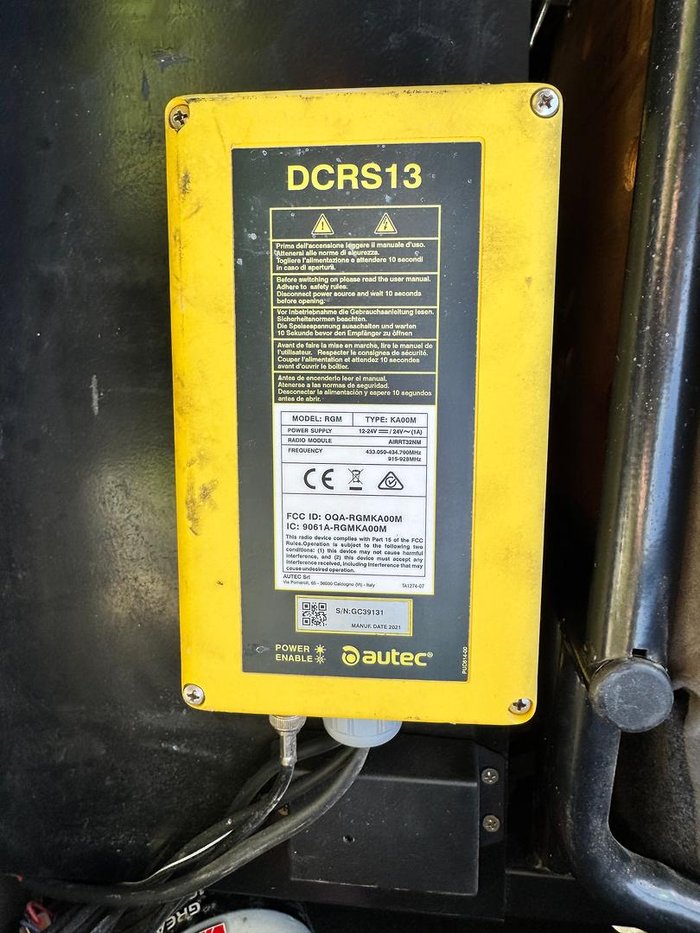 DCRS13
Prima dell'accensione leggere il manuale d'uso.
Attenersi alle norme di sicurezza.
Togliere l'alimentazione e attendere 10 secondi
in caso di apertura.
Before switching on please read the user manual.
Adhere to safety rules.
Disconnect power source and wait 10 seconds
before opening.
Vor Inbetriebnahme die Gebrauchsanleitung lesen.
Sicherheitsnormen beachten.
Die Speisespannung ausschalten und warten
10 Sekunde bevor den Empfänger zu öffnen
Avant de faire la mise en marche, lire le manuel de
l'utilisateur. Respecter le consignes de sécurité.
Couper l'alimentation et attendez 10 secondes
avant d'ouvrir le boîtier.
Antes de encenderlo leer el manual.
Atenerse a las normas de seguridad.
Desconectar la alimentación y espere 10 segundos
antes de abrir.
MODEL: RGM TYPE: KA00M
POWER SUPPLY 12-24V ⎓ / 24V ~ (1A)
RADIO MODULE AIRRT32NM
FREQUENCY 433.050-434.790MHz
915-928MHz
CE
FCC ID: OQA-RGMKA00M
IC: 9061A-RGMKA00M
This radio device complies with Part 15 of the FCC
Rules.Operation is subject to the following two
conditions: (1) this device may not cause harmful
interference, and (2) this device must accept any
interference received, including interference that may
cause undesired operation.
AUTEC Srl
Via Pomaroli, 65 - 36030 Caldogno (VI) - Italy
S/N:GC39131
MANUF. DATE 2021
POWER
ENABLE
autec®